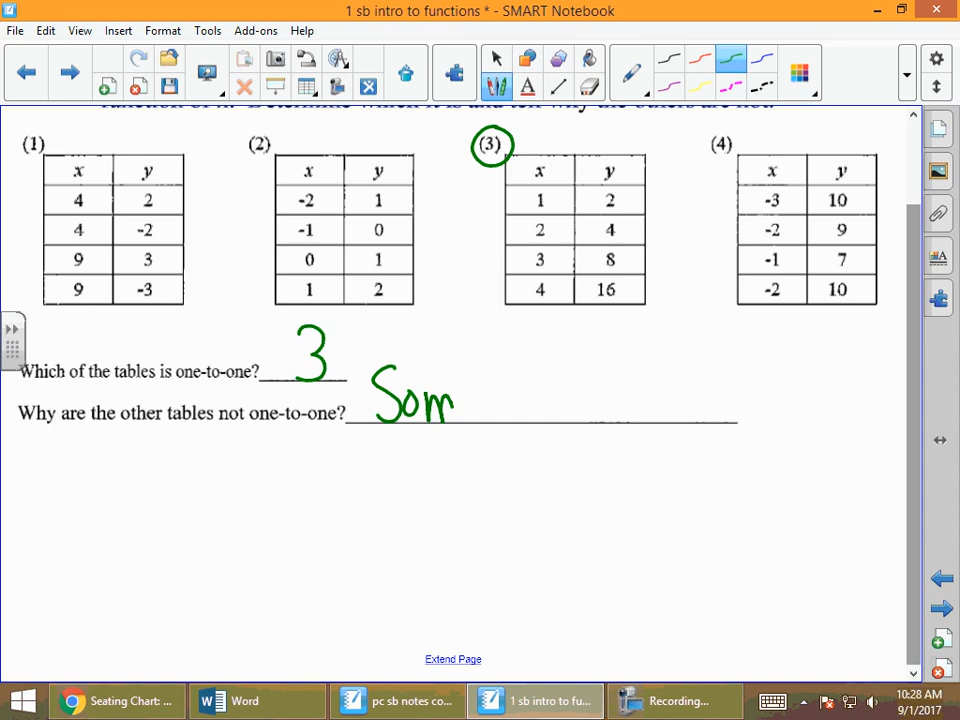 1 sb intro to functions * - SMART Notebook
File Edit View Insert Format Tools Add-ons Help
(1) (2) (3) (4)
x y x y x y x y
4 2 -2 1 1 2 -3 10
4 -2 -1 0 2 4 -2 9
9 3 0 1 3 8 -1 7
9 -3 1 2 4 16 -2 10
Which of the tables is one-to-one? 3
Why are the other tables not one-to-one? Som
Extend Page
Seating Chart: ... Word pc sb notes co... 1 sb intro to fu... Recording... 10:28 AM
9/1/2017